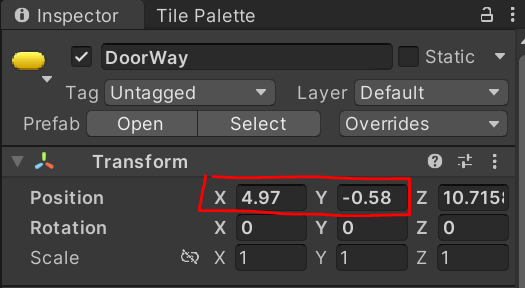 Inspector Tile Palette
DoorWay Static
Tag Untagged Layer Default
Prefab Open Select Overrides
Transform
Position X 4.97 Y -0.58 Z 10.715
Rotation X 0 Y 0 Z 0
Scale X 1 Y 1 Z 1